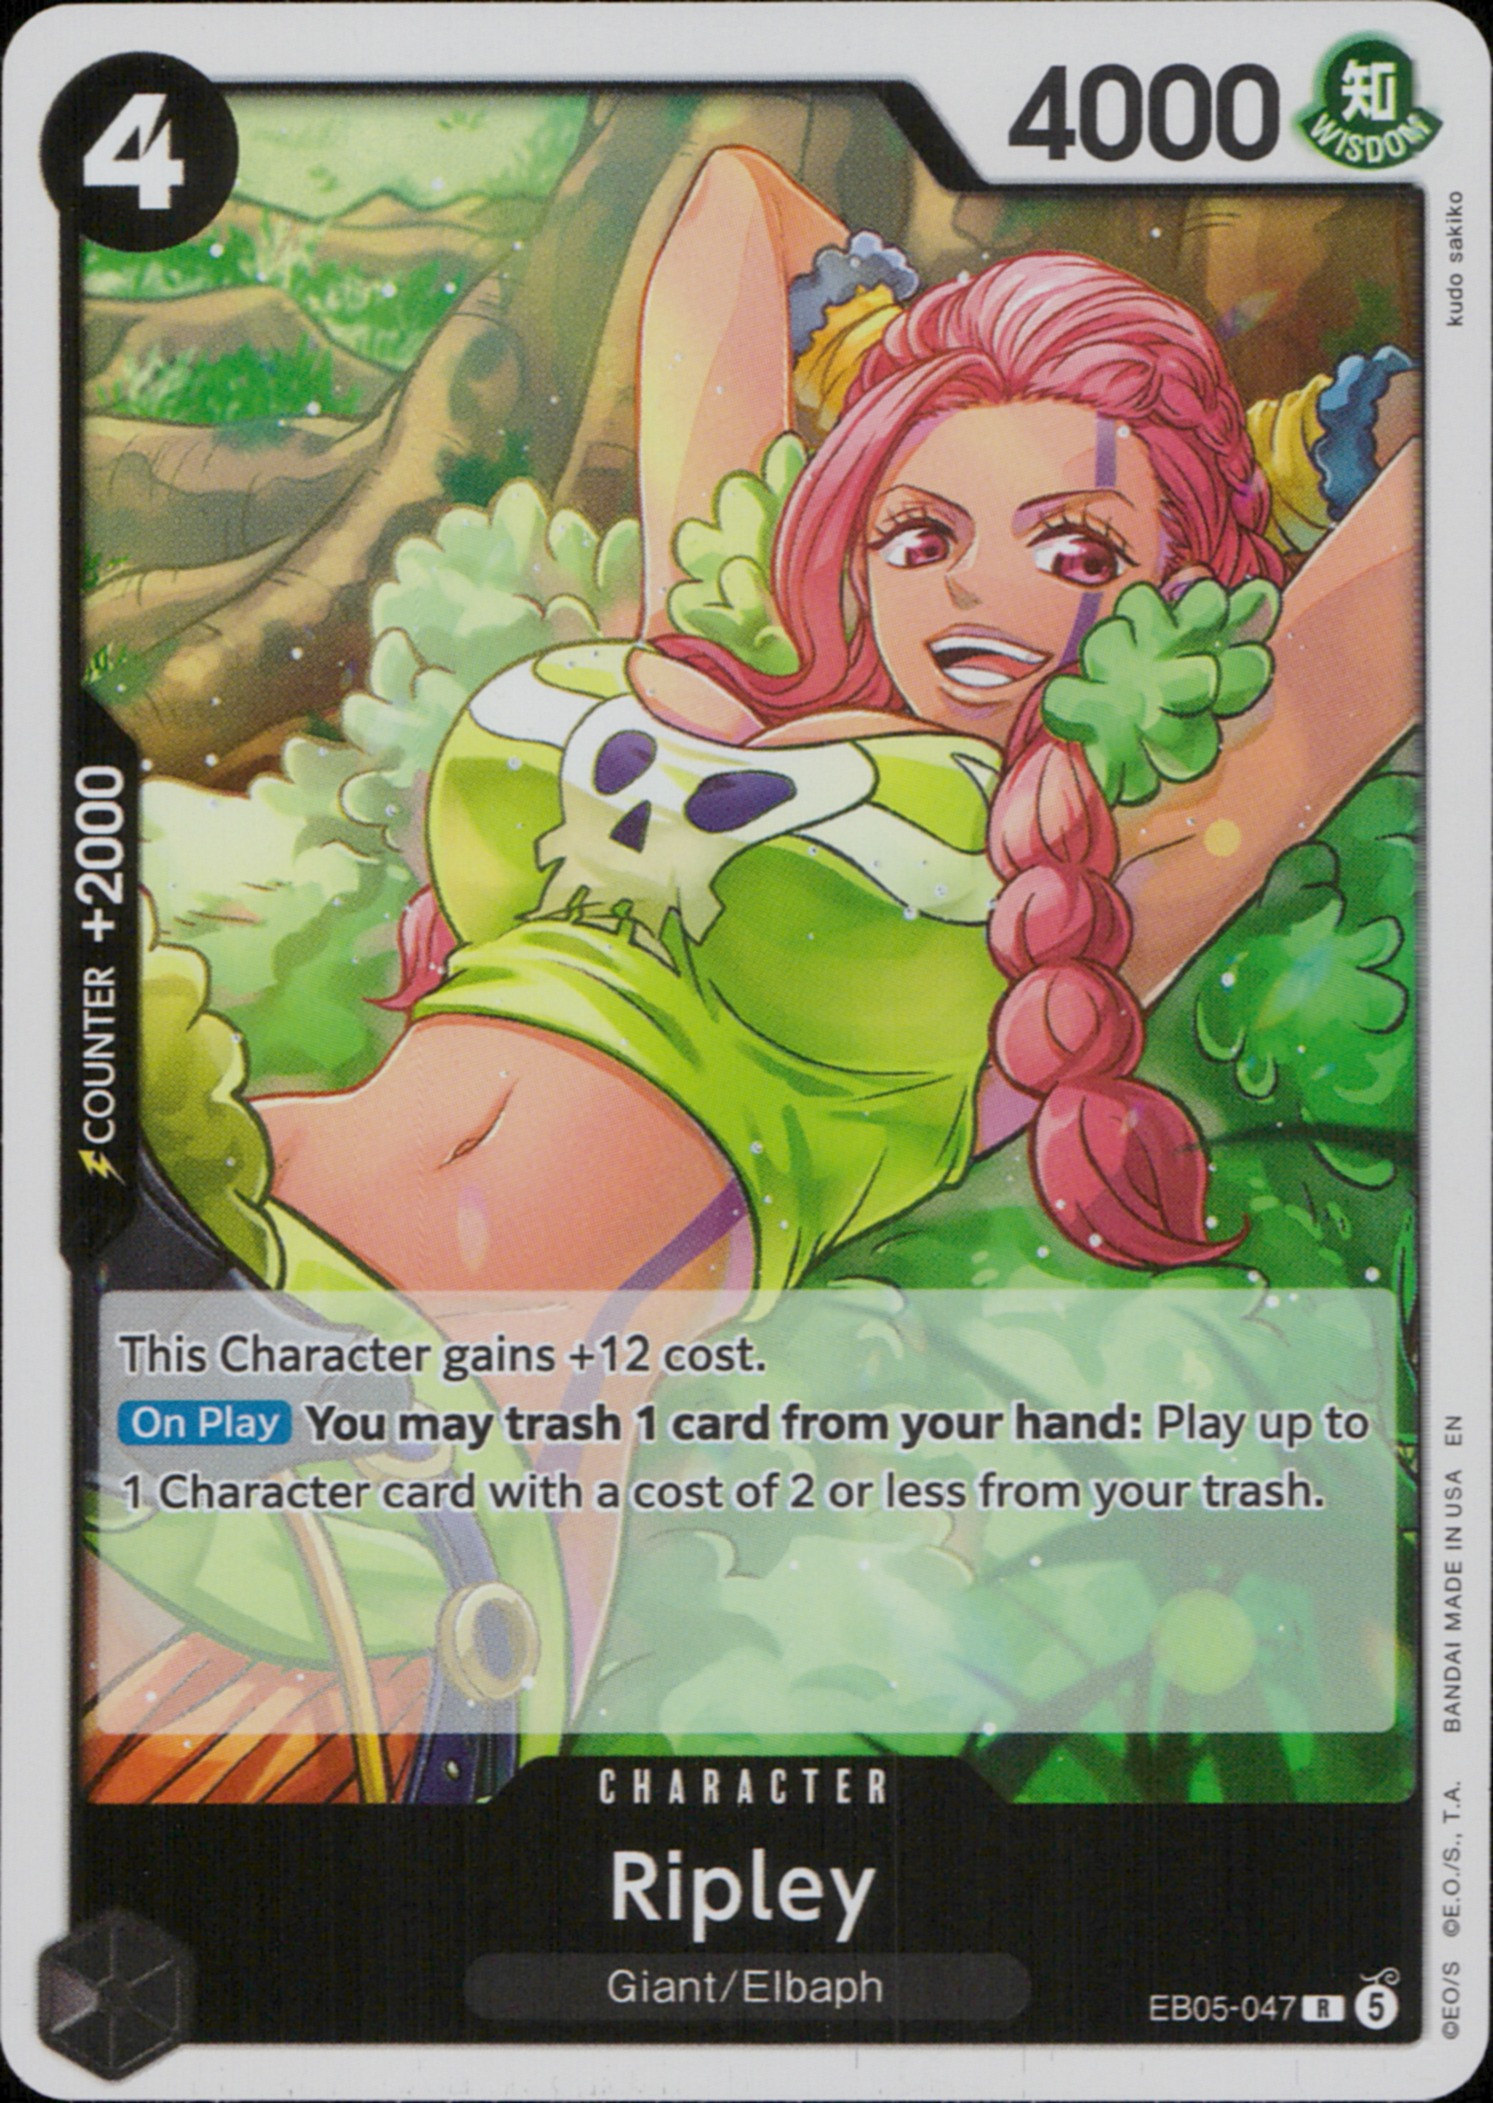 4
4000
知
WISDOM
kudo sakiko
COUNTER +2000
This Character gains +12 cost.
On Play You may trash 1 card from your hand: Play up to
1 Character card with a cost of 2 or less from your trash.
CHARACTER
Ripley
Giant/Elbaph
EB05-047 R 5
©EO/S ©E.O./S., T.A. BANDAI MADE IN USA EN